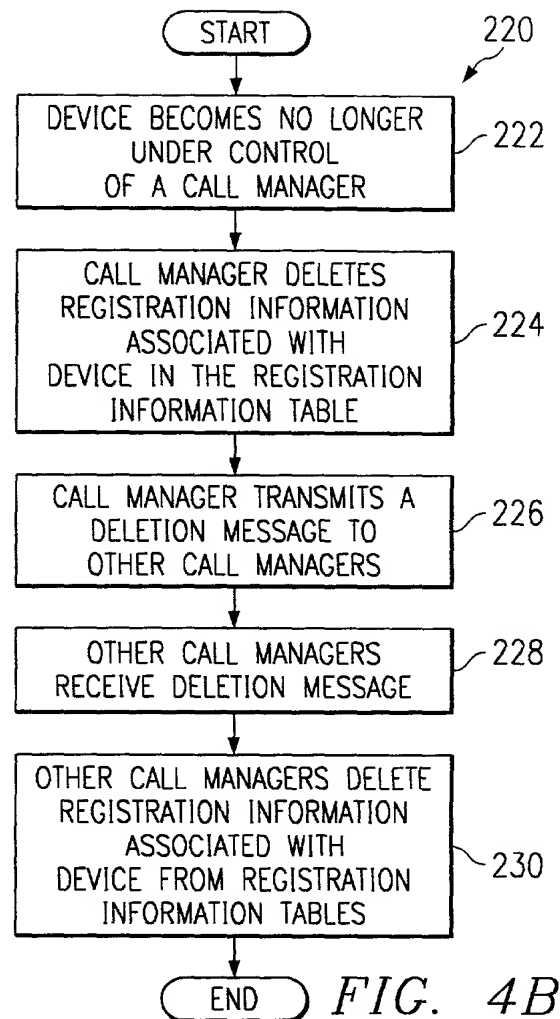 START
220
DEVICE BECOMES NO LONGER
UNDER CONTROL
OF A CALL MANAGER
222
CALL MANAGER DELETES
REGISTRATION INFORMATION
ASSOCIATED WITH
DEVICE IN THE REGISTRATION
INFORMATION TABLE
224
CALL MANAGER TRANSMITS A
DELETION MESSAGE TO
OTHER CALL MANAGERS
226
OTHER CALL MANAGERS
RECEIVE DELETION MESSAGE
228
OTHER CALL MANAGERS DELETE
REGISTRATION INFORMATION
ASSOCIATED WITH
DEVICE FROM REGISTRATION
INFORMATION TABLES
230
END
FIG. 4B